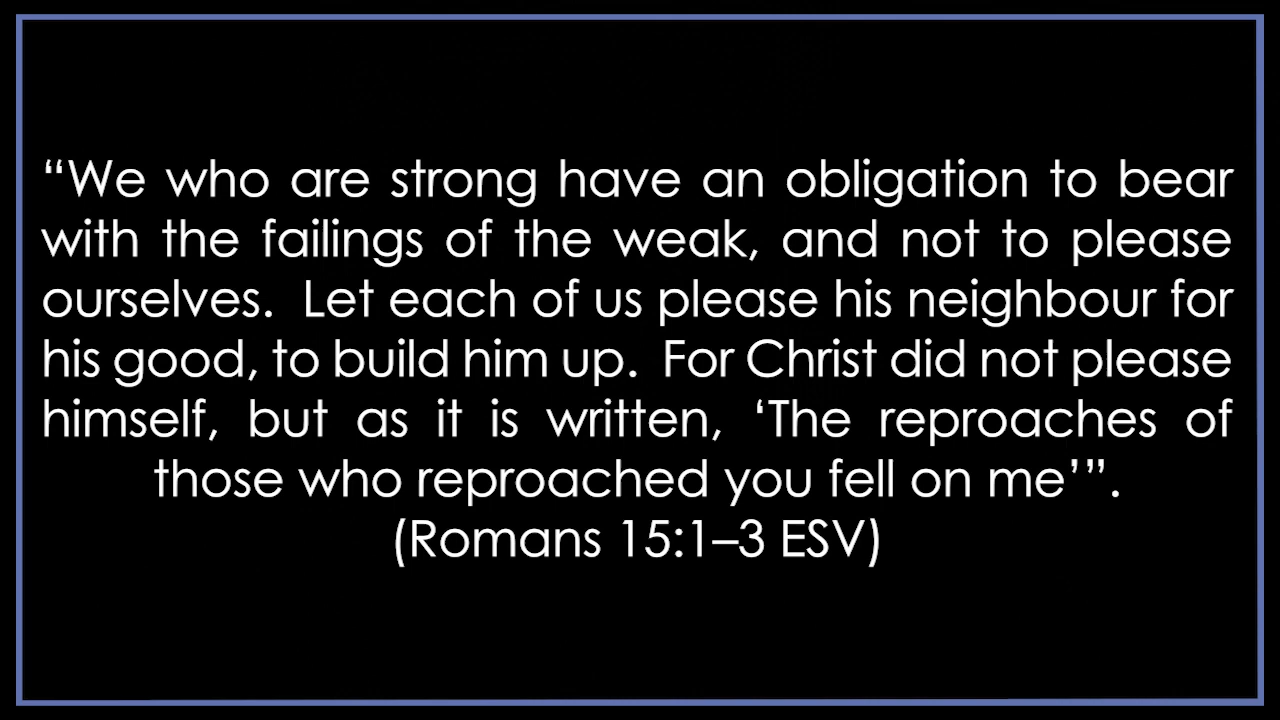 “We who are strong have an obligation to bear
with the failings of the weak, and not to please
ourselves.  Let each of us please his neighbour for
his good, to build him up.  For Christ did not please
himself, but as it is written, ‘The reproaches of
those who reproached you fell on me’”.
(Romans 15:1–3 ESV)